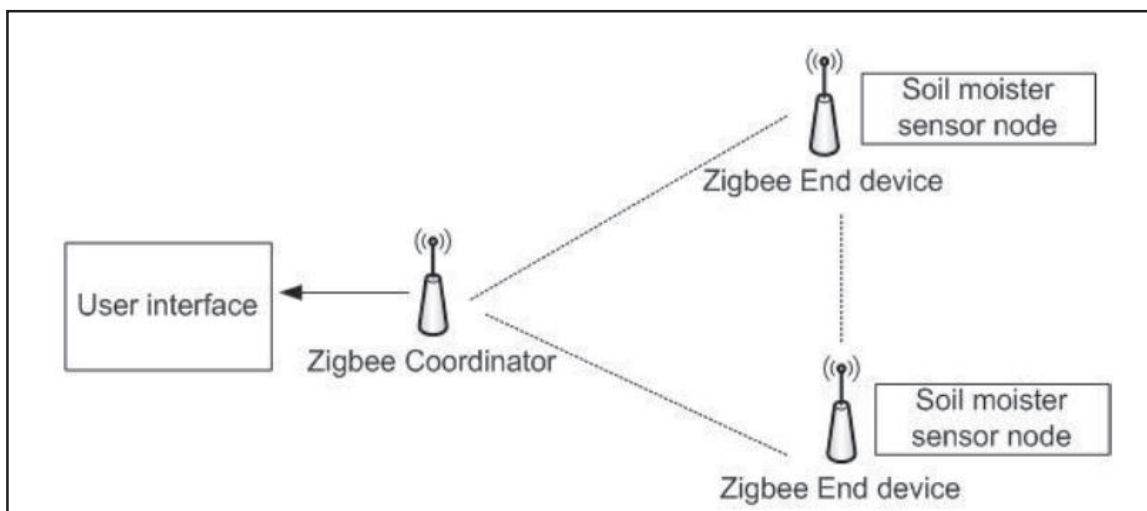 Soil moister
sensor node
Zigbee End device
User interface
Zigbee Coordinator
Soil moister
sensor node
Zigbee End device